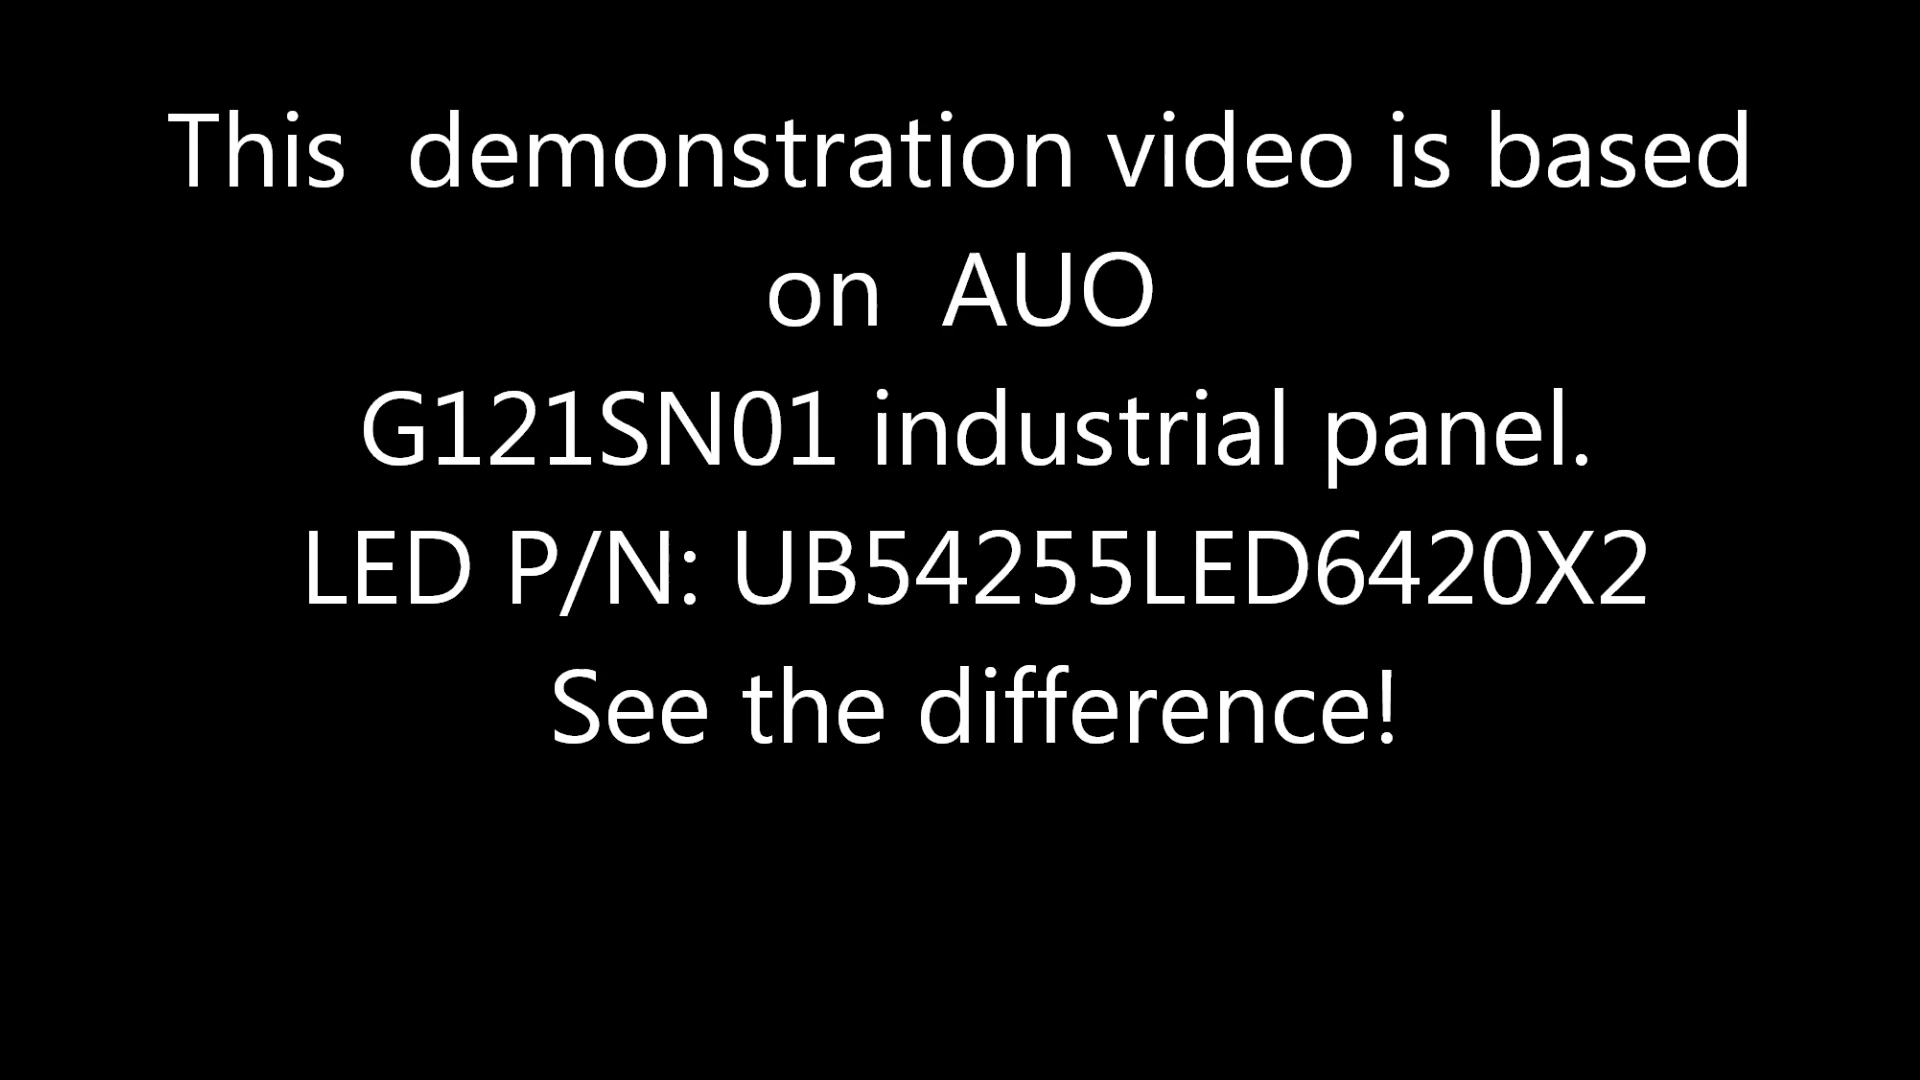 This  demonstration video is based
on  AUO
G121SN01 industrial panel.
LED P/N: UB54255LED6420X2
See the difference!